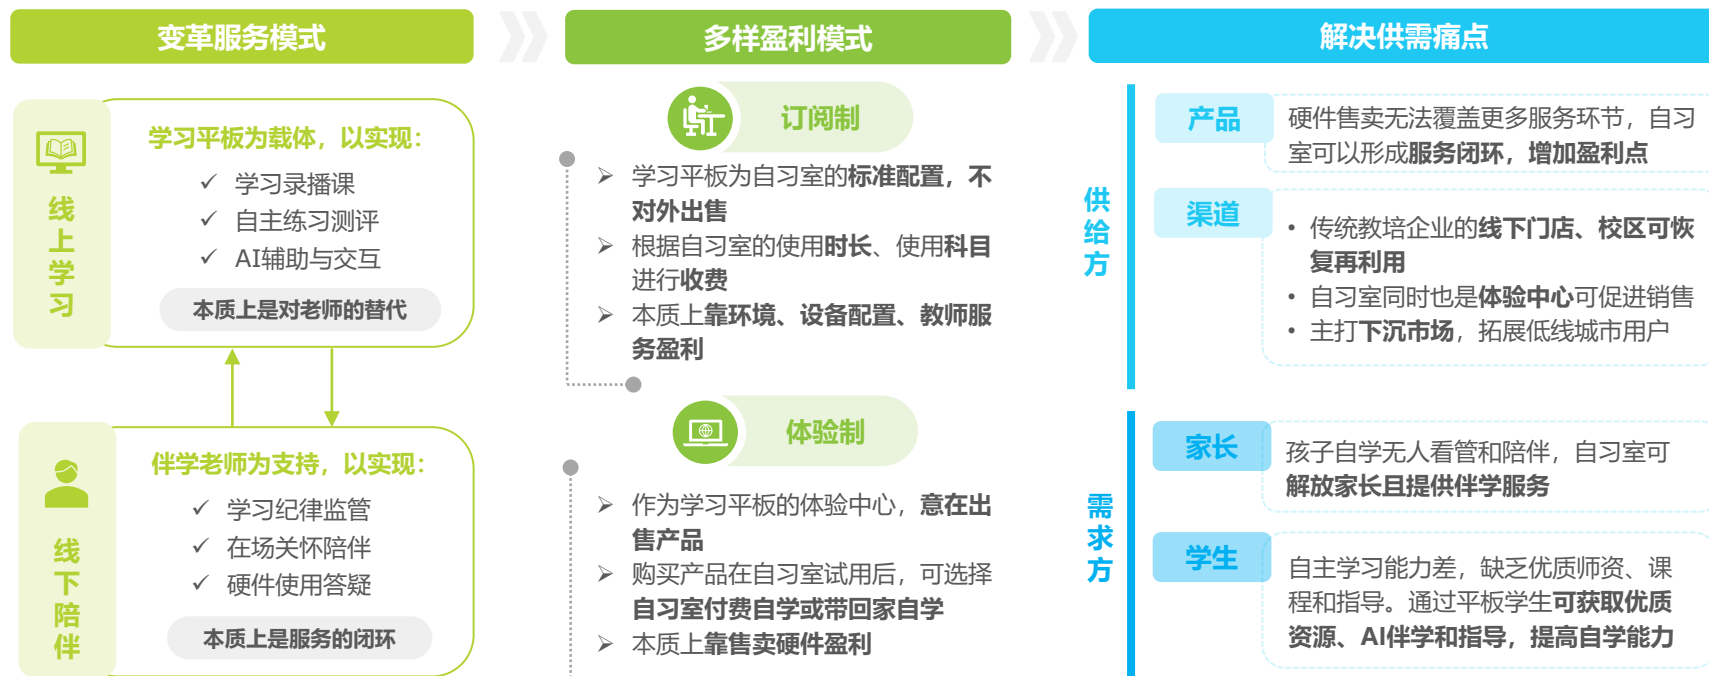 变革服务模式
线上学习
学习平板为载体，以实现：
✓ 学习录播课
✓ 自主练习测评
✓ AI辅助与交互
本质上是对老师的替代
线下陪伴
伴学老师为支持，以实现：
✓ 学习纪律监管
✓ 在场关怀陪伴
✓ 硬件使用答疑
本质上是服务的闭环
多样盈利模式
订阅制
➢ 学习平板为自习室的标准配置，不
对外出售
➢ 根据自习室的使用时长、使用科目
进行收费
➢ 本质上靠环境、设备配置、教师服
务盈利
体验制
➢ 作为学习平板的体验中心，意在出
售产品
➢ 购买产品在自习室试用后，可选择
自习室付费自学或带回家自学
➢ 本质上靠售卖硬件盈利
解决供需痛点
供给方
产品
硬件售卖无法覆盖更多服务环节，自习
室可以形成服务闭环，增加盈利点
渠道
• 传统教培企业的线下门店、校区可恢
复再利用
• 自习室同时也是体验中心可促进销售
• 主打下沉市场，拓展低线城市用户
需求方
家长
孩子自学无人看管和陪伴，自习室可
解放家长且提供伴学服务
学生
自主学习能力差，缺乏优质师资、课
程和指导。通过平板学生可获取优质
资源、AI伴学和指导，提高自学能力